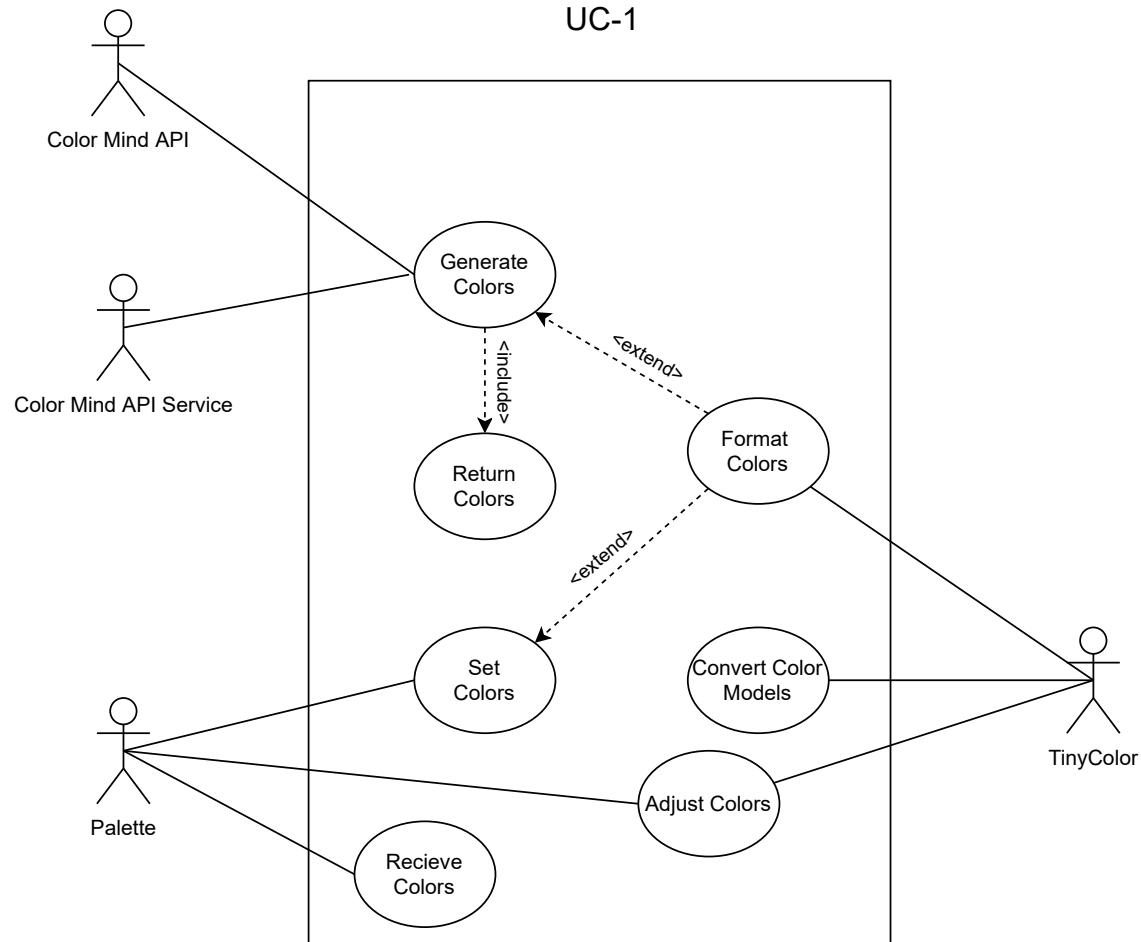 UC-1
Color Mind API
Generate
Colors
<extend>
<include>
Color Mind API Service
Format
Colors
Return
Colors
<extend>
Set
Colors
Convert Color
Models
TinyColor
Adjust Colors
Palette
Recieve
Colors